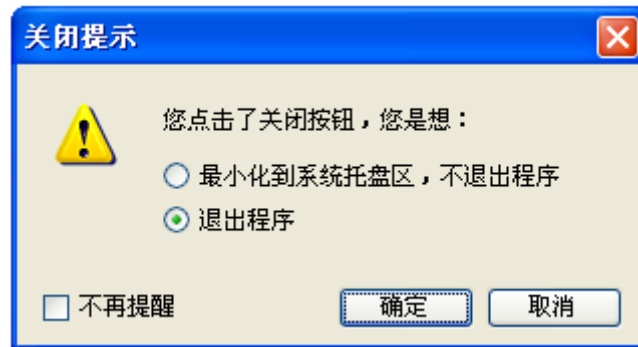 关闭提示
您点击了关闭按钮，您是想：
最小化到系统托盘区，不退出程序
退出程序
不再提醒
确定
取消